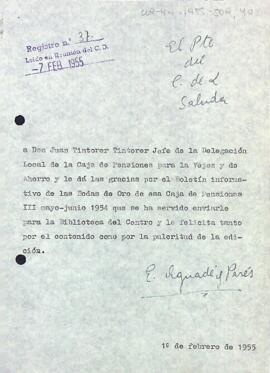 Registro n.º 37.
Leído en Reunión del C.D.
-7 FEB. 1955
El Pte
del
C. de L
Saluda
a Don Juan Tintorer Tintorer Jefe de la Delegación
Local de la Caja de Pensiones para la Vejez y de
Ahorro y le dá las gracias por el Boletín informa-
tivo de las Bodas de Oro de esa Caja de Pensiones
III mayo-junio 1954 que se ha servido enviarle
para la Biblioteca del Centro y le felicita tanto
por el contenido como por la pulcritud de la edi-
ción.
E. Aguadé y Parés
1º de febrero de 1955